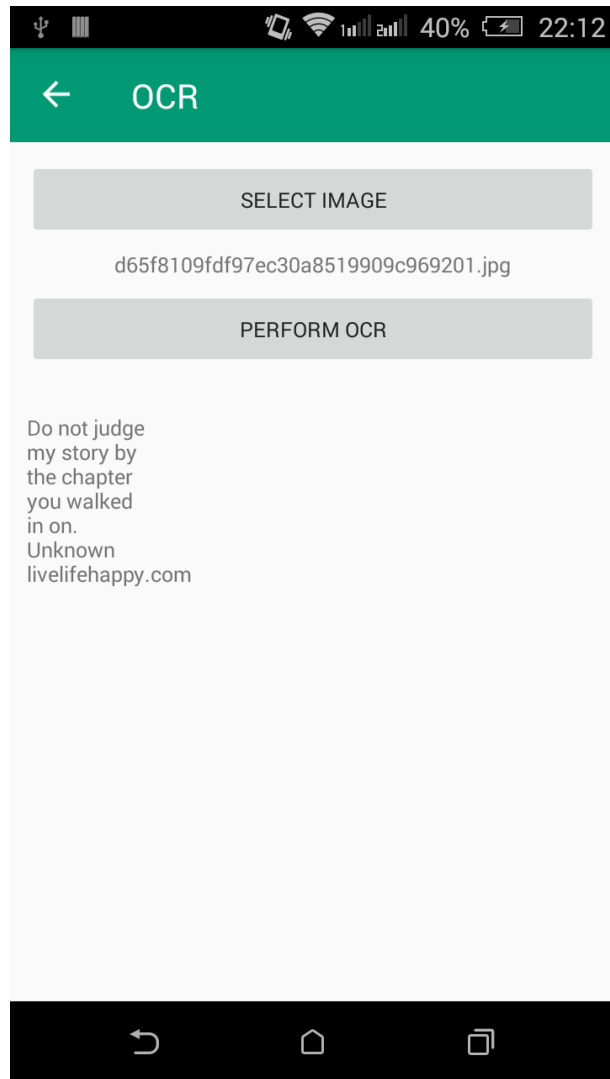 40% 22:12
OCR
SELECT IMAGE
d65f8109fdf97ec30a8519909c969201.jpg
PERFORM OCR
Do not judge
my story by
the chapter
you walked
in on.
Unknown
livelifehappy.com